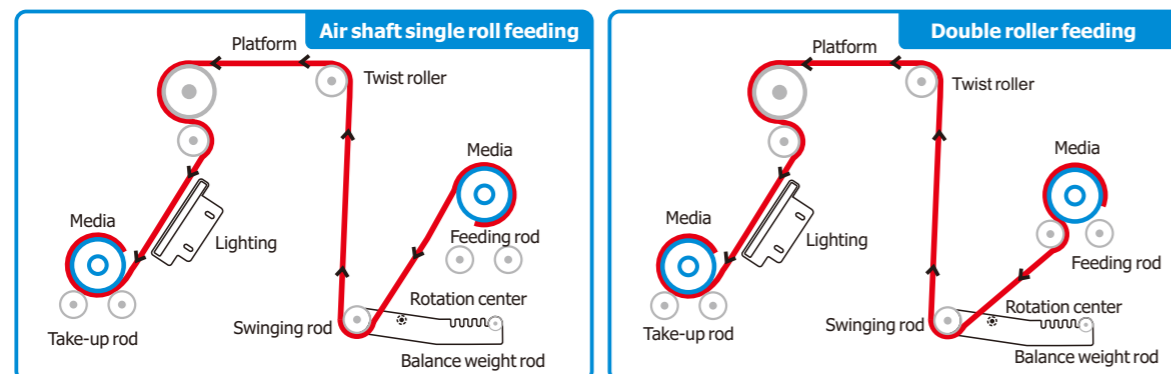 Air shaft single roll feeding
Platform
Twist roller
Media
Media
Feeding rod
Lighting
Rotation center
Swinging rod
Take-up rod
Balance weight rod
Double roller feeding
Platform
Twist roller
Media
Media
Lighting
Feeding rod
Rotation center
Swinging rod
Take-up rod
Balance weight rod